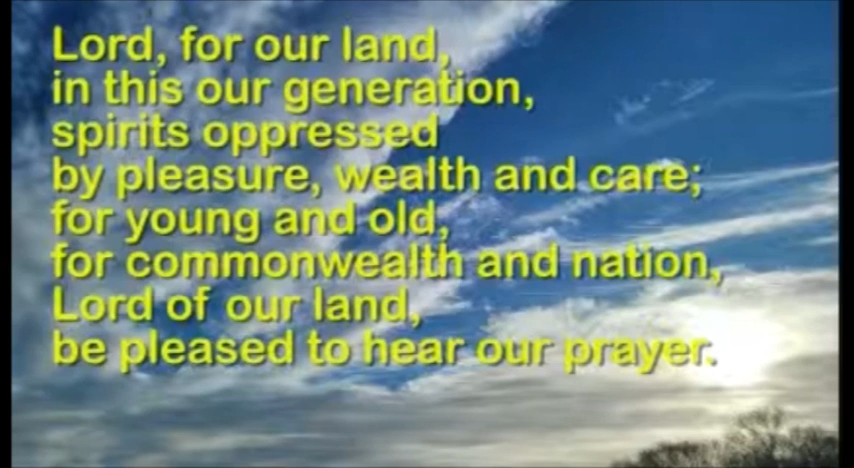 Lord, for our land,
in this our generation,
spirits oppressed
by pleasure, wealth and care;
for young and old,
for commonwealth and nation,
Lord of our land,
be pleased to hear our prayer.